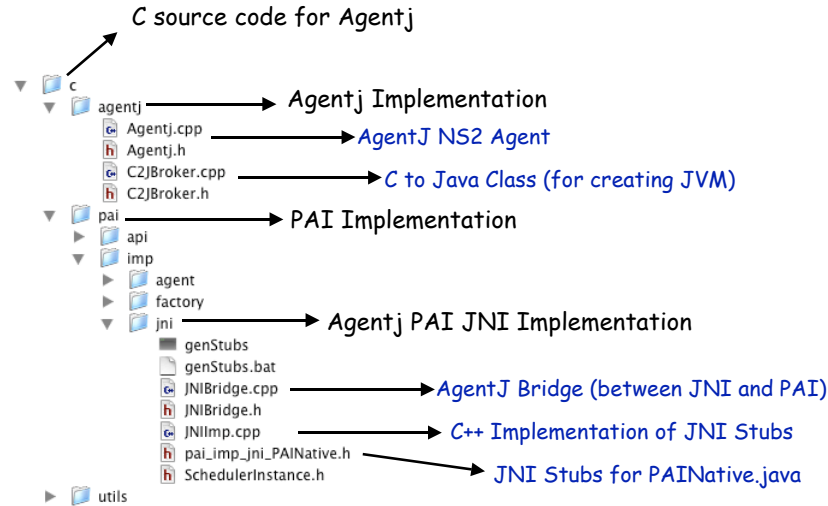 C source code for Agentj
c
agentj
Agentj Implementation
Agentj.cpp
AgentJ NS2 Agent
Agentj.h
C2JBroker.cpp
C to Java Class (for creating JVM)
C2JBroker.h
pai
PAI Implementation
api
imp
agent
factory
jni
Agentj PAI JNI Implementation
genStubs
genStubs.bat
JNIBridge.cpp
AgentJ Bridge (between JNI and PAI)
JNIBridge.h
JNIImp.cpp
C++ Implementation of JNI Stubs
pai_imp_jni_PAINative.h
JNI Stubs for PAINative.java
SchedulerInstance.h
utils